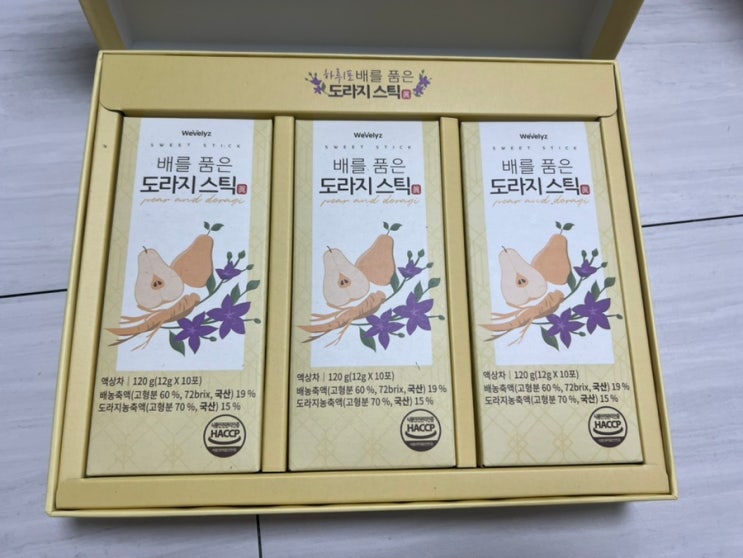 하루1포 배를 품은
도라지 스틱
Wevelyz
SWEET STICK
배를 품은
도라지 스틱
pear and doragi
액상차 | 120 g(12g X 10포)
배농축액(고형분 60 %, 72brix, 국산) 19 %
도라지농축액(고형분 70 %, 국산) 15 %
HACCP
Wevelyz
SWEET STICK
배를 품은
도라지 스틱
pear and doragi
액상차 | 120 g(12g X 10포)
배농축액(고형분 60 %, 72brix, 국산) 19 %
도라지농축액(고형분 70 %, 국산) 15 %
HACCP
Wevelyz
SWEET STICK
배를 품은
도라지 스틱
pear and doragi
액상차 | 120 g(12g X 10포)
배농축액(고형분 60 %, 72brix, 국산) 19 %
도라지농축액(고형분 70 %, 국산) 15 %
HACCP